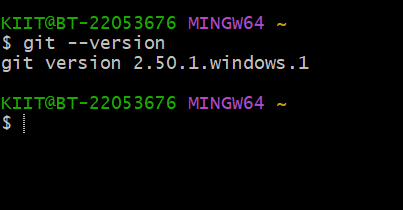 KIIT@BT-22053676 MINGW64 ~
$ git --version
git version 2.50.1.windows.1
KIIT@BT-22053676 MINGW64 ~
$